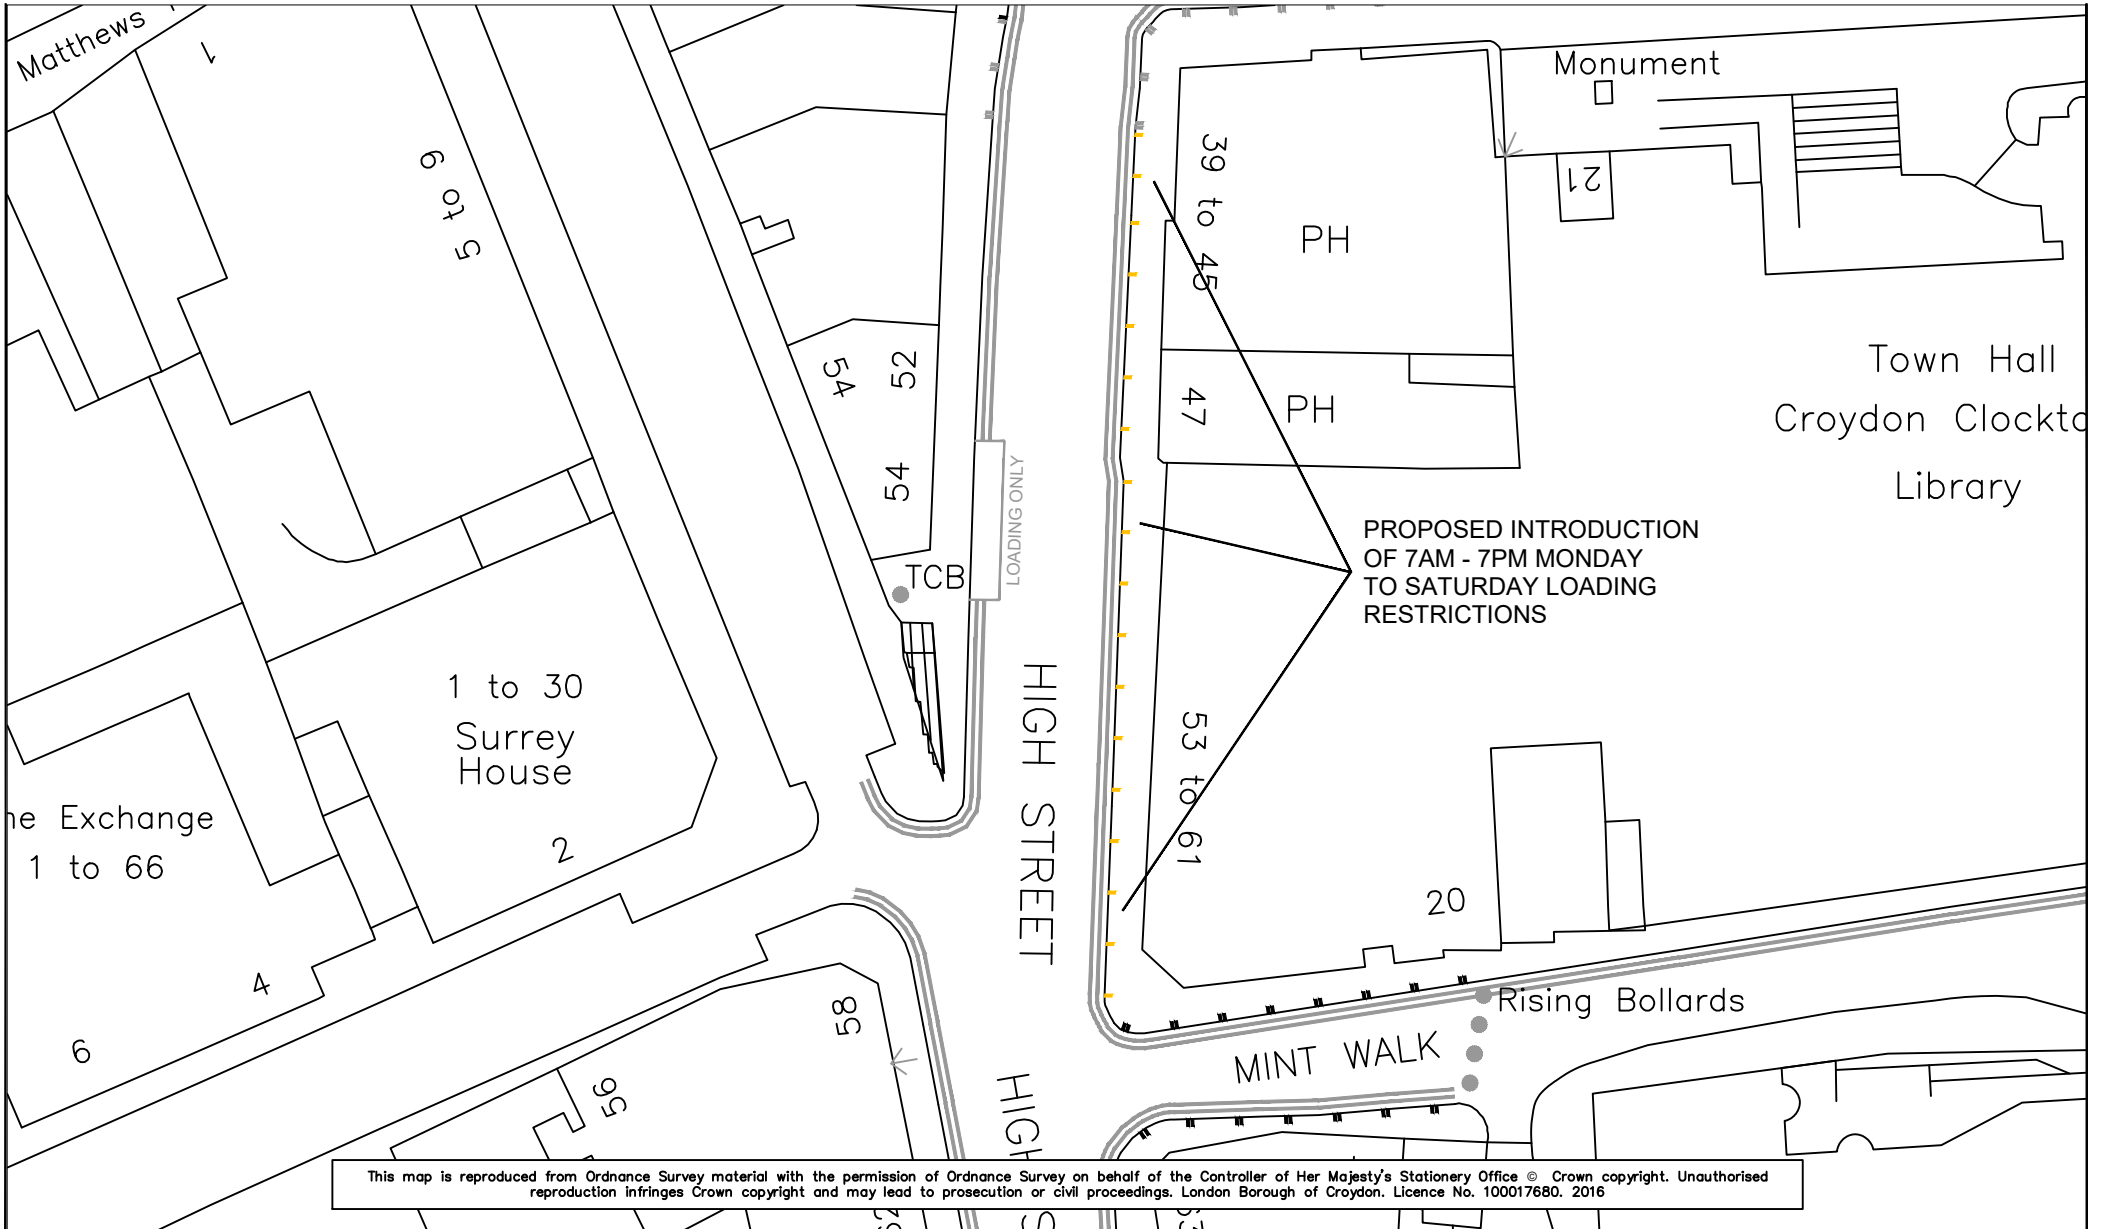 Matthews
1
5 to 9
Monument
39 to 45
PH
21
54
52
Town Hall
Croydon Clockto
Library
47
PH
54
LOADING ONLY
TCB
PROPOSED INTRODUCTION
OF 7AM - 7PM MONDAY
TO SATURDAY LOADING
RESTRICTIONS
1 to 30
Surrey
House
2
HIGH STREET
53 to 61
he Exchange
1 to 66
20
4
6
58
56
Rising Bollards
MINT WALK
HIGH S
This map is reproduced from Ordnance Survey material with the permission of Ordnance Survey on behalf of the Controller of Her Majesty's Stationery Office © Crown copyright. Unauthorised
reproduction infringes Crown copyright and may lead to prosecution or civil proceedings. London Borough of Croydon. Licence No. 100017680. 2016